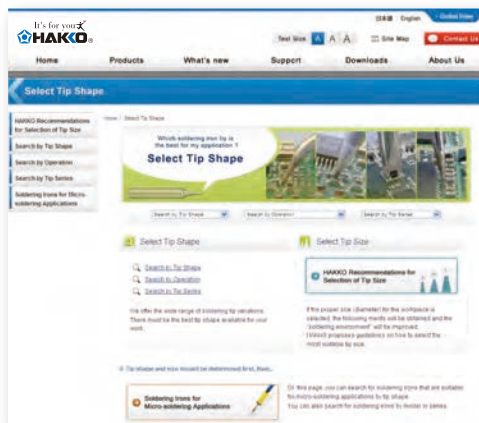 It's for you
HAKKO
日本語 English Global Sites
Text Size A A A Site Map Contact Us
Home Products What's new Support Downloads About Us
Select Tip Shape
Home Select Tip Shape
HAKKO Recommendations
for Selection of Tip Size
Search by Tip Shape
Search by Operation
Search by Tip Series
Soldering Irons for Micro-
soldering Applications
Which soldering iron tip is
the best for my application ?
Select Tip Shape
Search by Tip Shape Search by Operation Search by Tip Series
Select Tip Shape
Search by Tip Shape
Search by Operation
Search by Tip Series
We offer the wide range of soldering tip variations.
There must be the best tip shape available for your
work.
Select Tip Size
HAKKO Recommendations for
Selection of Tip Size
If the proper size (diameter) for the workpiece is
selected, the following merits will be obtained and the
"soldering environment" will be improved.
HAKKO proposes guidelines on how to select the
most suitable tip size.
Tip shape and size should be determined first, then..
Soldering Irons for
Micro-soldering Applications
On this page, you can search for soldering irons that are suitable
for micro-soldering applications by tip shape.
You can also search for soldering irons by model or series.